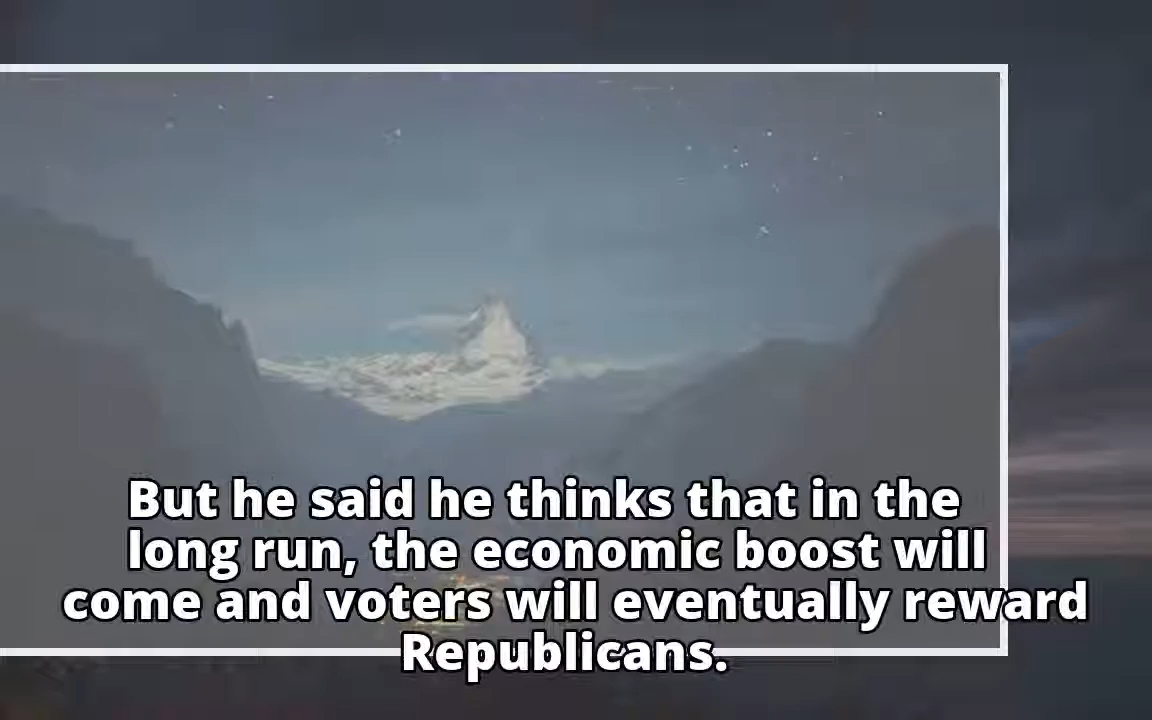 But he said he thinks that in the
long run, the economic boost will
come and voters will eventually reward
Republicans.